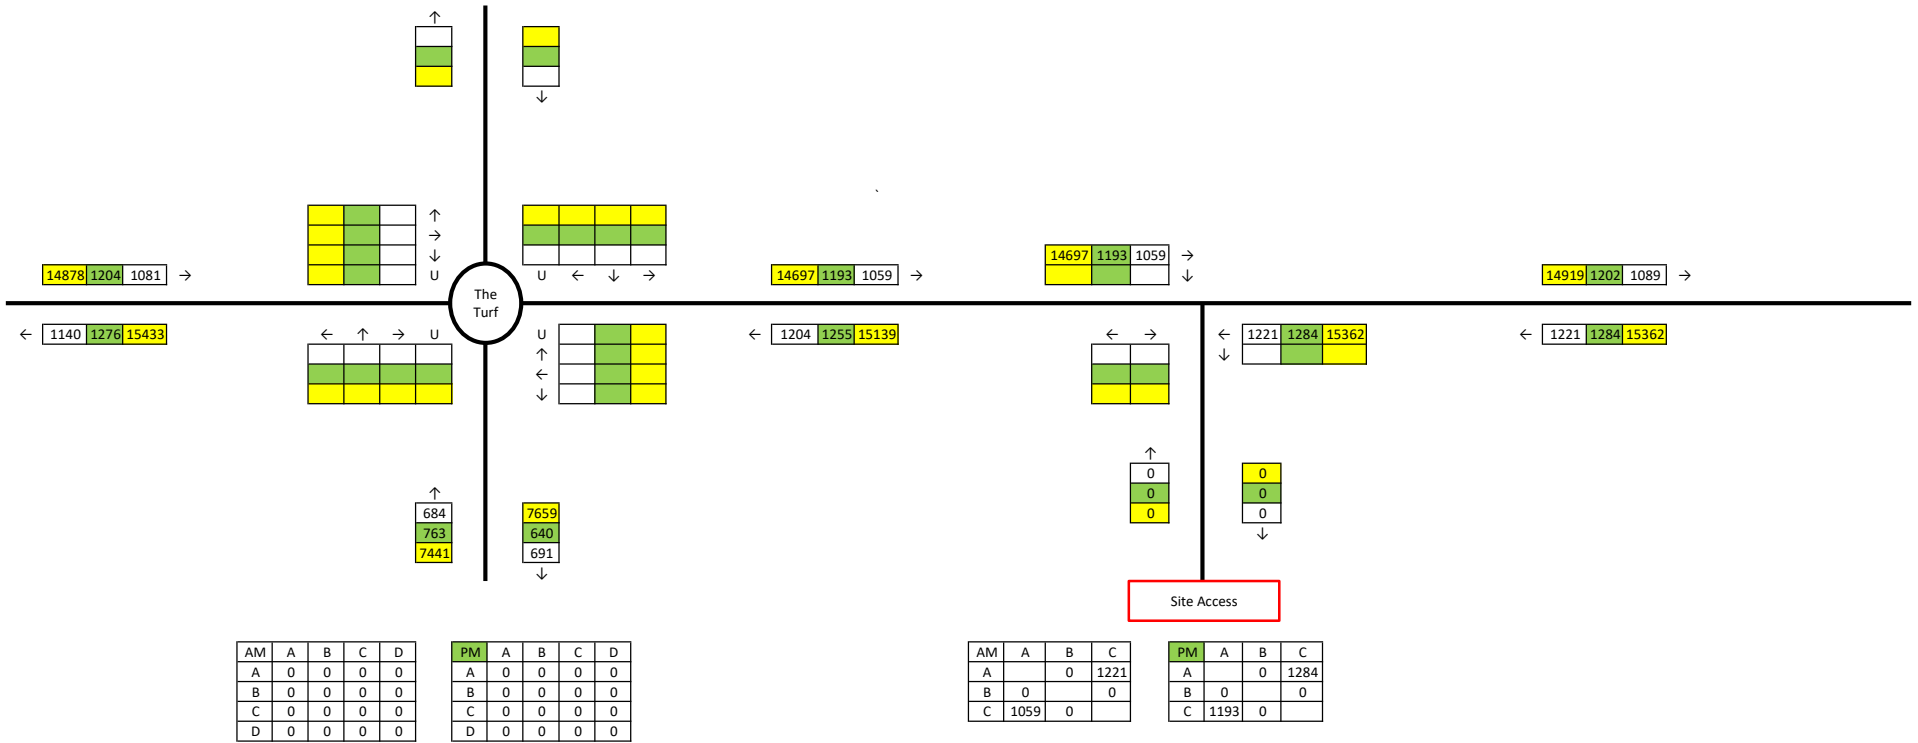 ↑
↓
↑
→
↓
14878 1204 1081 →
U
U ← ↓ →
14697 1193 1059 →
14697 1193 1059 →
↓
14919 1202 1089 →
The
Turf
← 1140 1276 15433
← ↑ → U
U
↑
←
↓
← 1204 1255 15139
← →
← 1221 1284 15362
↓
← 1221 1284 15362
↑
684
763
7441
7659
640
691
↓
↑
0
0
0
0
0
0
↓
Site Access
AM A B C D
A 0 0 0 0
B 0 0 0 0
C 0 0 0 0
D 0 0 0 0
PM A B C D
A 0 0 0 0
B 0 0 0 0
C 0 0 0 0
D 0 0 0 0
AM A B C
A 0 1221
B 0 0
C 1059 0
PM A B C
A 0 1284
B 0 0
C 1193 0